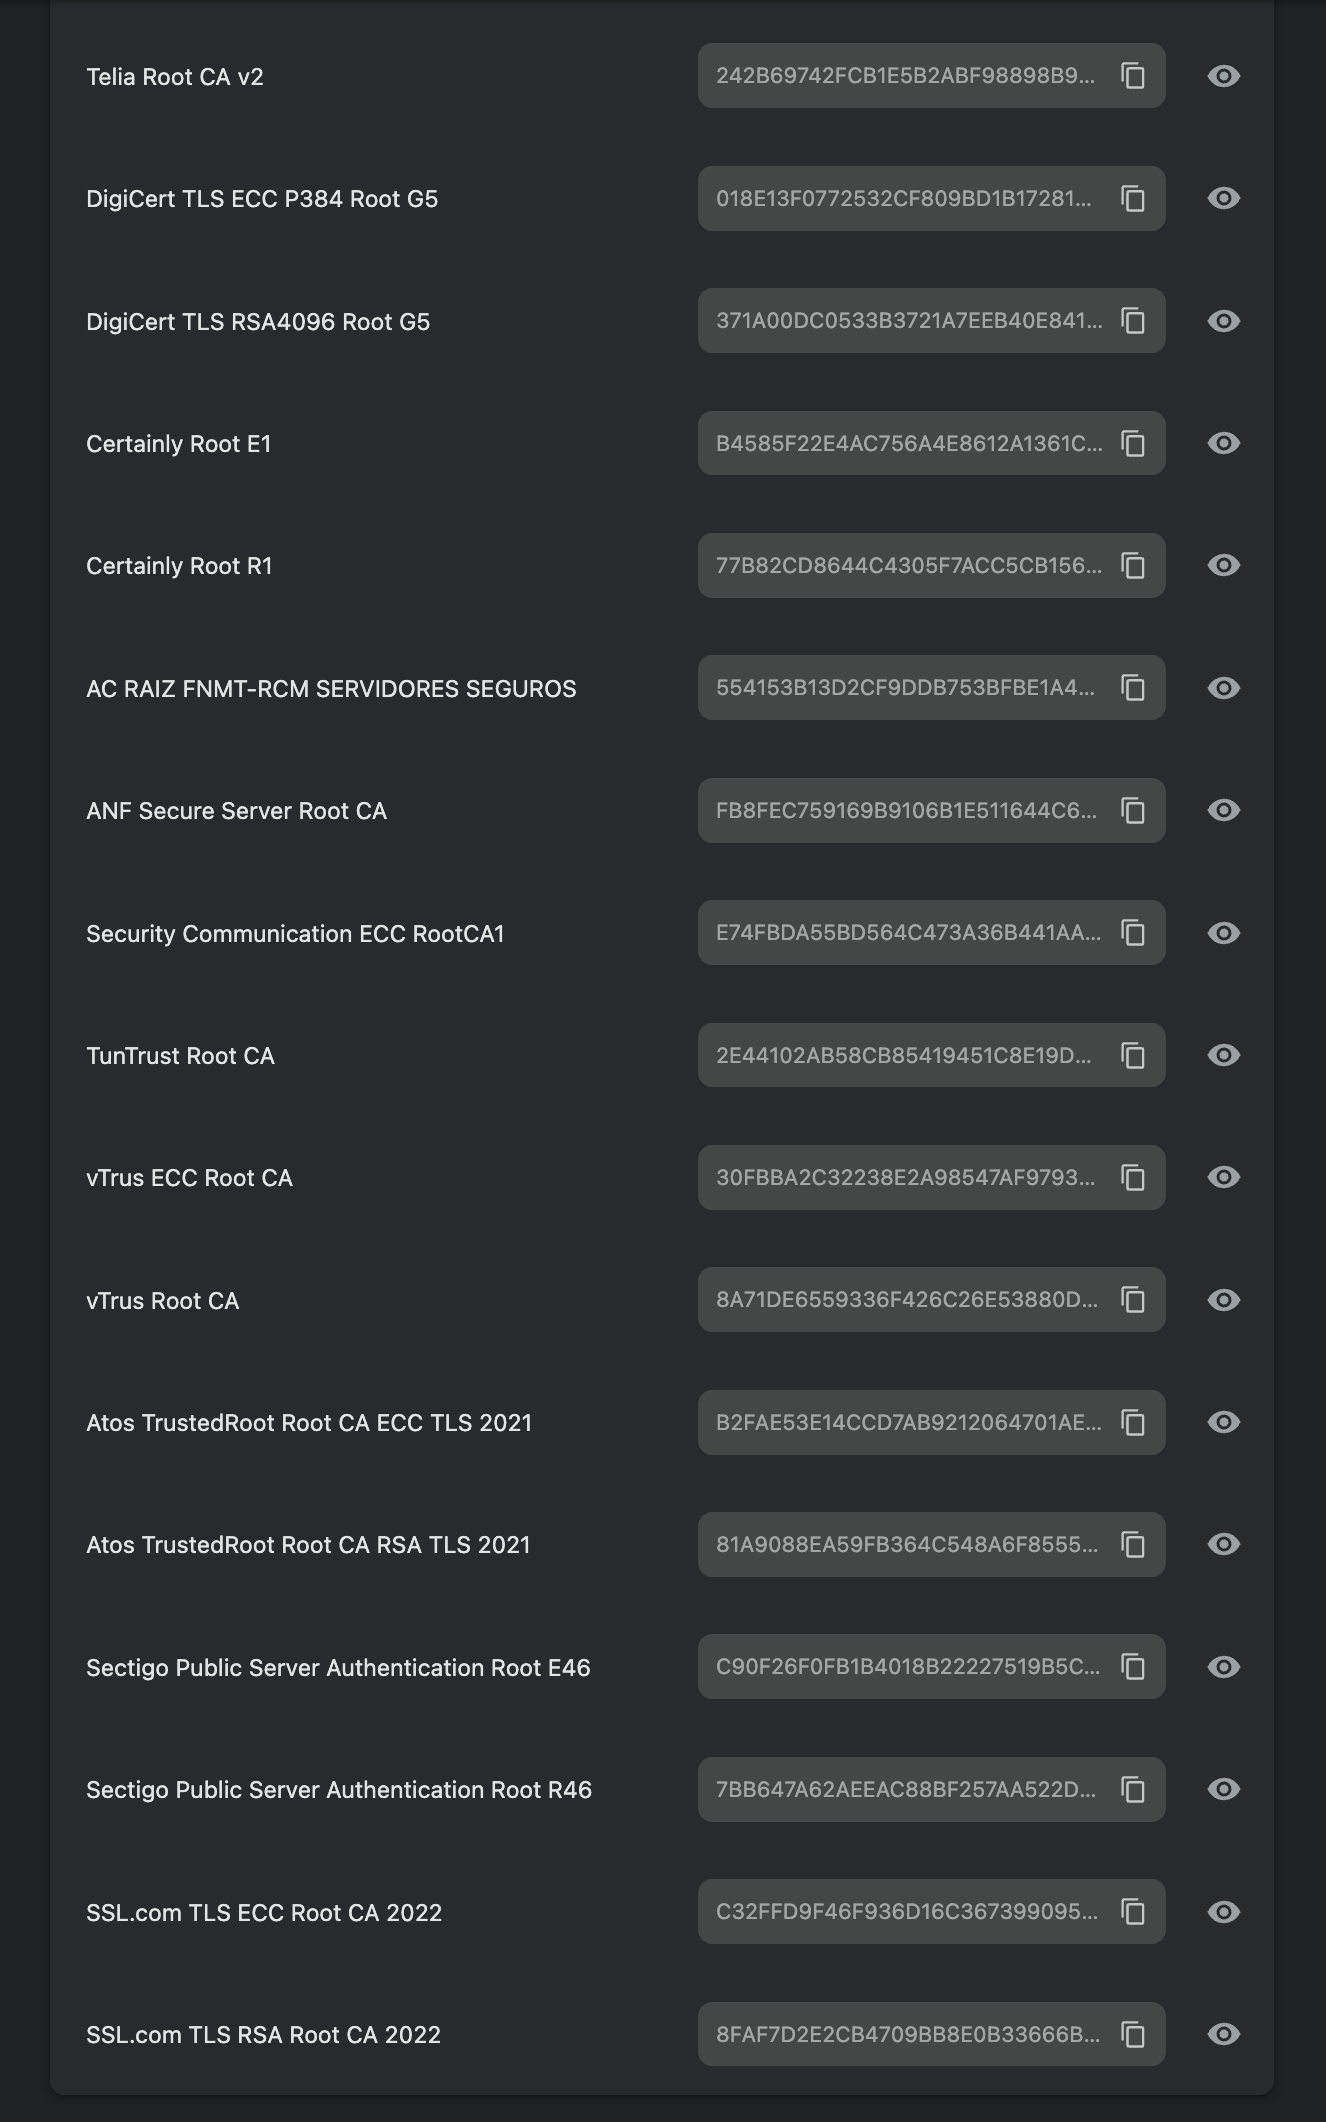 Telia Root CA v2
242B69742FCB1E5B2ABF98898B9...
DigiCert TLS ECC P384 Root G5
018E13F0772532CF809BD1B17281...
DigiCert TLS RSA4096 Root G5
371A00DC0533B3721A7EEB40E841...
Certainly Root E1
B4585F22E4AC756A4E8612A1361C...
Certainly Root R1
77B82CD8644C4305F7ACC5CB156...
AC RAIZ FNMT-RCM SERVIDORES SEGUROS
554153B13D2CF9DDB753BFBE1A4...
ANF Secure Server Root CA
FB8FEC759169B9106B1E511644C6...
Security Communication ECC RootCA1
E74FBDA55BD564C473A36B441AA...
TunTrust Root CA
2E44102AB58CB85419451C8E19D...
vTrus ECC Root CA
30FBBA2C32238E2A98547AF9793...
vTrus Root CA
8A71DE6559336F426C26E53880D...
Atos TrustedRoot Root CA ECC TLS 2021
B2FAE53E14CCD7AB9212064701AE...
Atos TrustedRoot Root CA RSA TLS 2021
81A9088EA59FB364C548A6F8555...
Sectigo Public Server Authentication Root E46
C90F26F0FB1B4018B22227519B5C...
Sectigo Public Server Authentication Root R46
7BB647A62AEEAC88BF257AA522D...
SSL.com TLS ECC Root CA 2022
C32FFD9F46F936D16C367399095...
SSL.com TLS RSA Root CA 2022
8FAF7D2E2CB4709BB8E0B33666B...